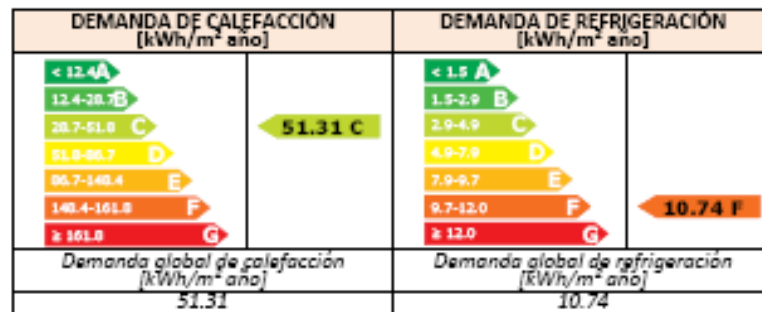 DEMANDA DE CALEFACCIÓN
[kWh/m² año]
< 12.4 A
12.4-28.7 B
28.7-51.8 C
51.8-86.7 D
86.7-148.4 E
148.4-161.8 F
≥ 161.8 G
51.31 C
Demanda global de calefacción
[kWh/m² año]
51.31
DEMANDA DE REFRIGERACIÓN
[kWh/m² año]
< 1.5 A
1.5-2.9 B
2.9-4.9 C
4.9-7.9 D
7.9-9.7 E
9.7-12.0 F
≥ 12.0 G
10.74 F
Demanda global de refrigeración
[kWh/m² año]
10.74